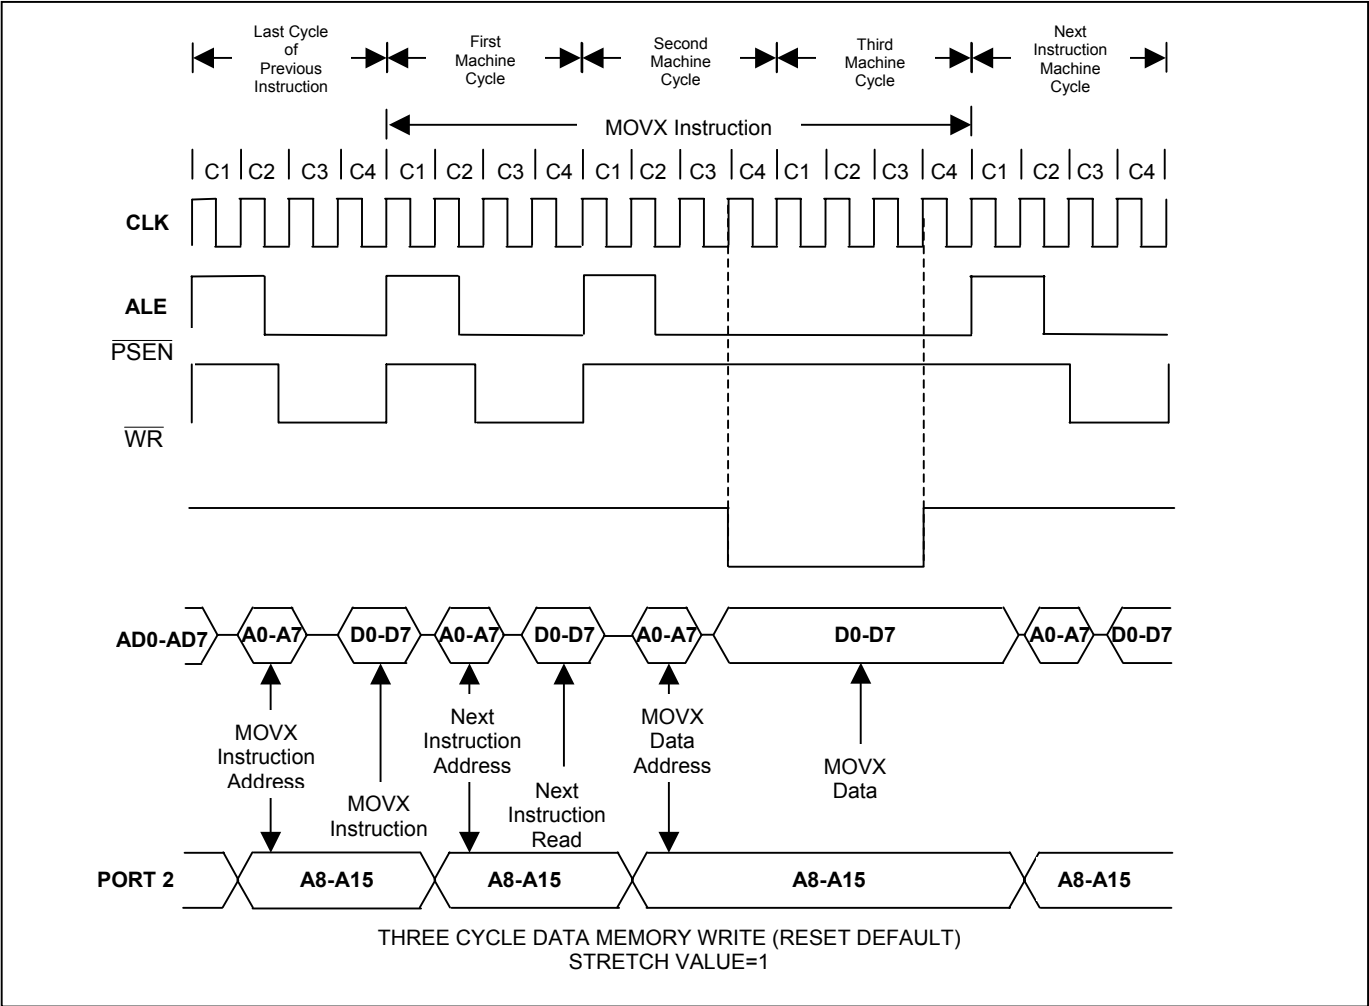 Last Cycle
of
Previous
Instruction
First
Machine
Cycle
Second
Machine
Cycle
Third
Machine
Cycle
Next
Instruction
Machine
Cycle
MOVX Instruction
C1 C2 C3 C4 C1 C2 C3 C4 C1 C2 C3 C4 C1 C2 C3 C4 C1 C2 C3 C4
CLK
ALE
PSEN
WR
AD0-AD7 A0-A7 D0-D7 A0-A7 D0-D7 A0-A7 D0-D7 A0-A7 D0-D7
MOVX
Instruction
Address
MOVX
Instruction
Next
Instruction
Address
Next
Instruction
Read
MOVX
Data
Address
MOVX
Data
PORT 2 A8-A15 A8-A15 A8-A15 A8-A15
THREE CYCLE DATA MEMORY WRITE (RESET DEFAULT)
STRETCH VALUE=1